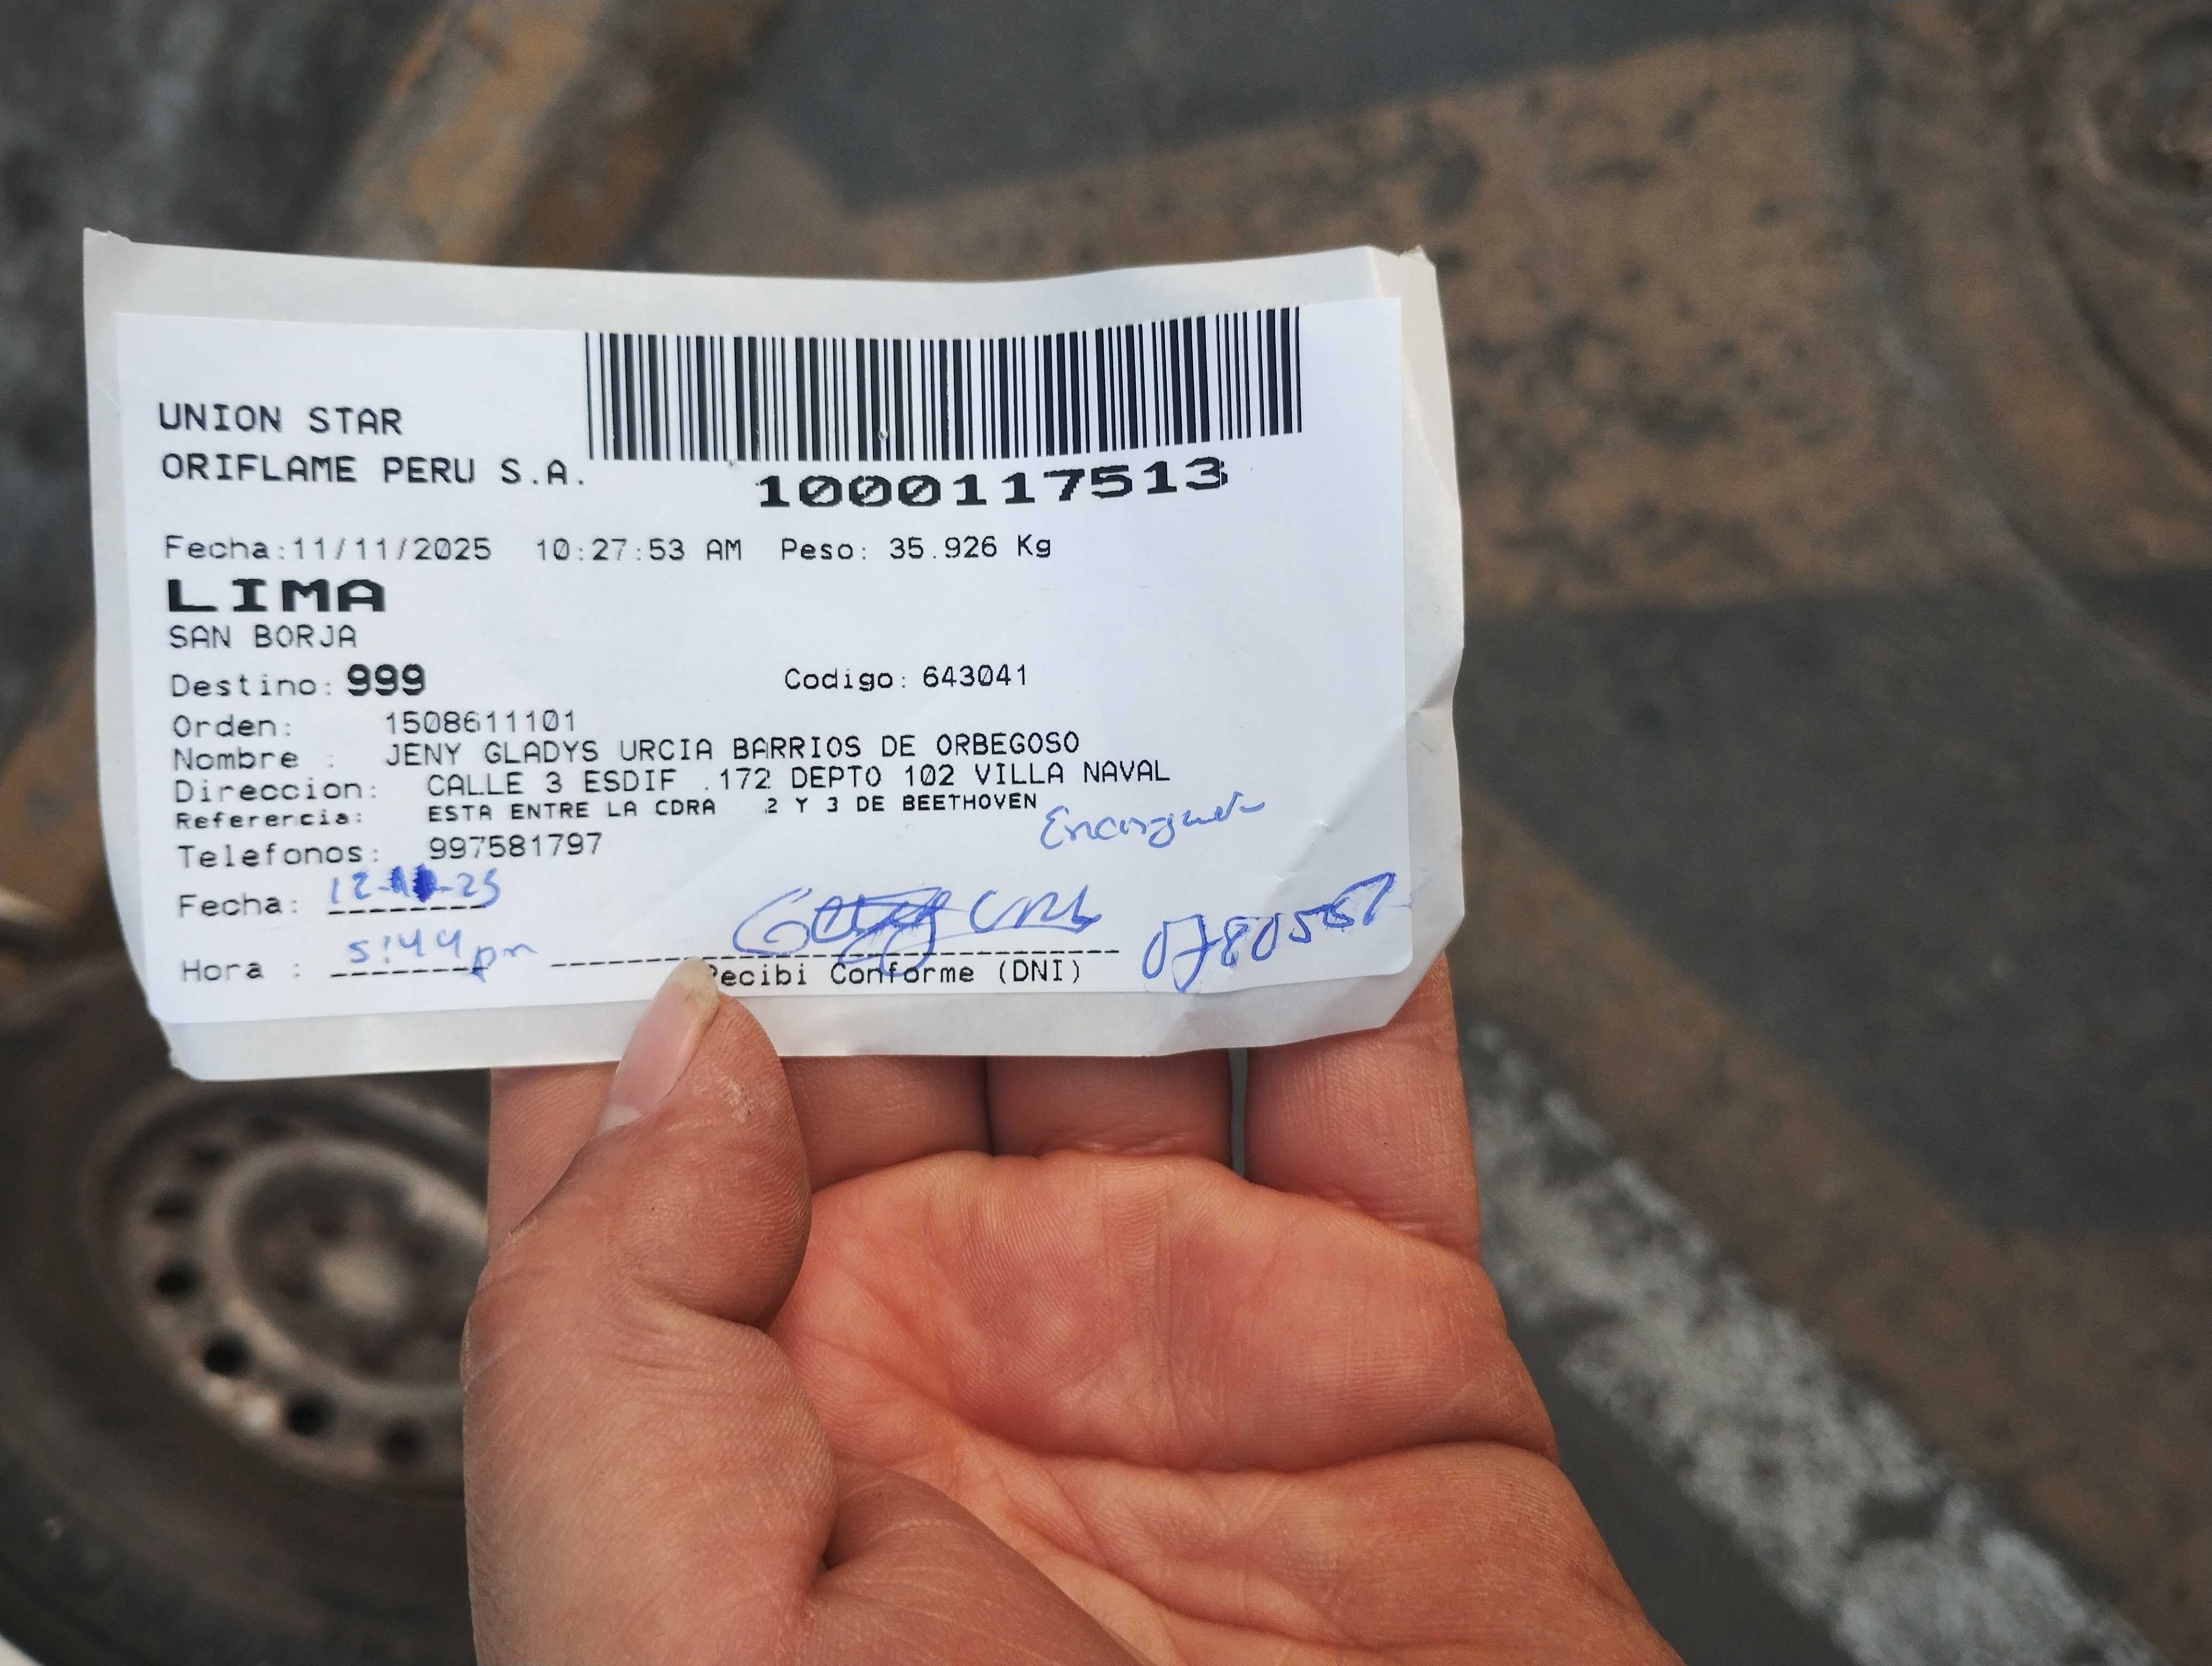 UNION STAR
ORIFLAME PERU S.A.
1000117513
Fecha:11/11/2025 10:27:53 AM Peso: 35.926 Kg
LIMA
SAN BORJA
Destino: 999 Codigo: 643041
Orden: 1508611101
Nombre : JENY GLADYS URCIA BARRIOS DE ORBEGOSO
Direccion: CALLE 3 ESDIF .172 DEPTO 102 VILLA NAVAL
Referencia: ESTA ENTRE LA CDRA 2 Y 3 DE BEETHOVEN
Telefonos: 997581797
Fecha: 12-11-25
Hora : 5:44 pm
Recibi Conforme (DNI)